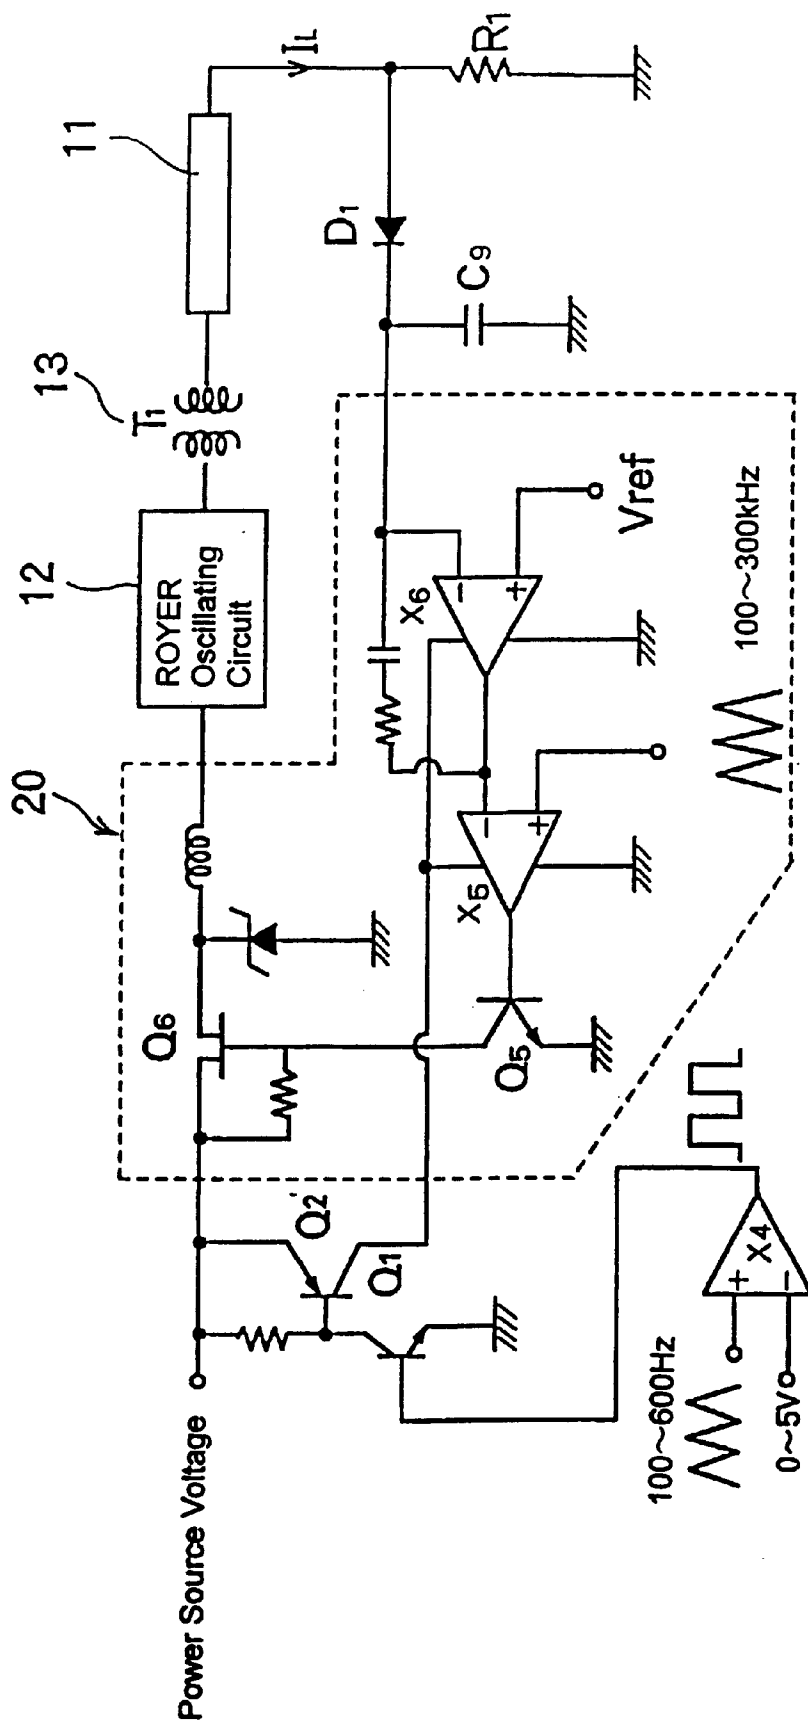 Power Source Voltage
20
12
13
11
ROYER
Oscillating
Circuit
T1
IL
R1
D1
C9
Q6
Q2
Q1
Q5
X5
-
+
X6
-
+
Vref
100~300kHz
100~600Hz
0~5V
X4
+
-